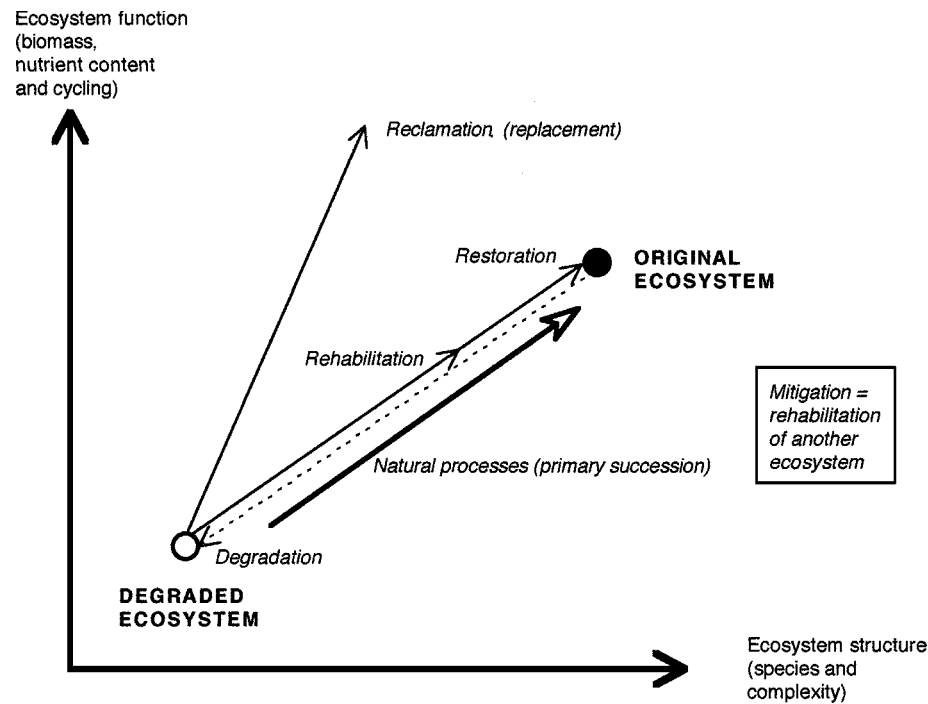 Ecosystem function
(biomass,
nutrient content
and cycling)
Reclamation, (replacement)
Restoration
ORIGINAL
ECOSYSTEM
Rehabilitation
Mitigation =
rehabilitation
of another
ecosystem
Natural processes (primary succession)
Degradation
DEGRADED
ECOSYSTEM
Ecosystem structure
(species and
complexity)